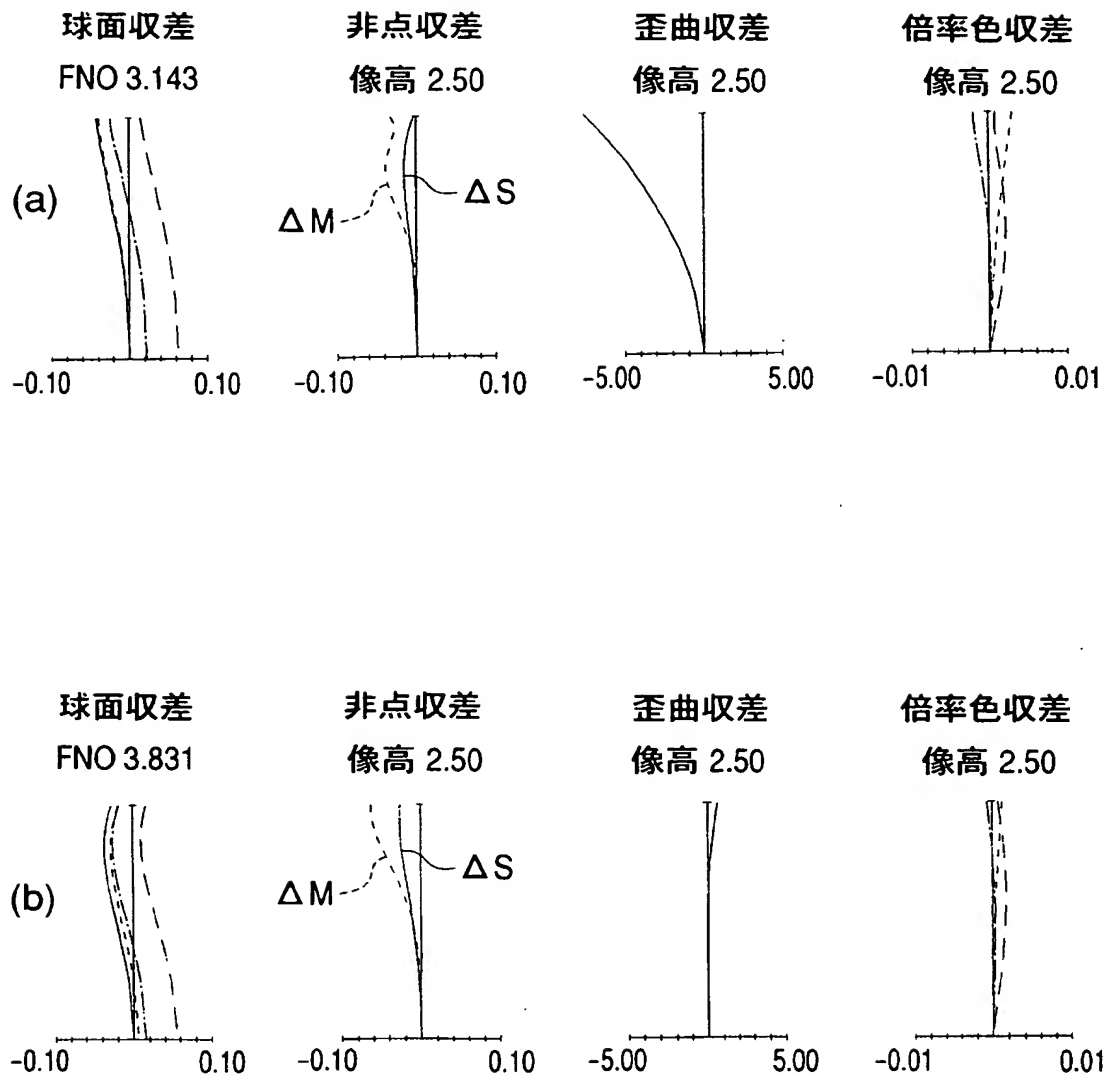 球面収差 非点収差 歪曲収差 倍率色収差
FNO 3.143 像高 2.50 像高 2.50 像高 2.50
(a)
ΔM ΔS
-0.10 0.10 -0.10 0.10 -5.00 5.00 -0.01 0.01
球面収差 非点収差 歪曲収差 倍率色収差
FNO 3.831 像高 2.50 像高 2.50 像高 2.50
(b)
ΔM ΔS
-0.10 0.10 -0.10 0.10 -5.00 5.00 -0.01 0.01